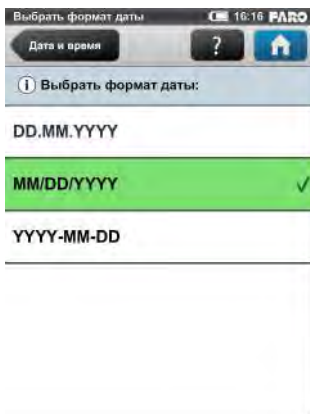 Выбрать формат даты 16:16 FARO
Дата и время ?
i Выбрать формат даты:
DD.MM.YYYY
MM/DD/YYYY
YYYY-MM-DD